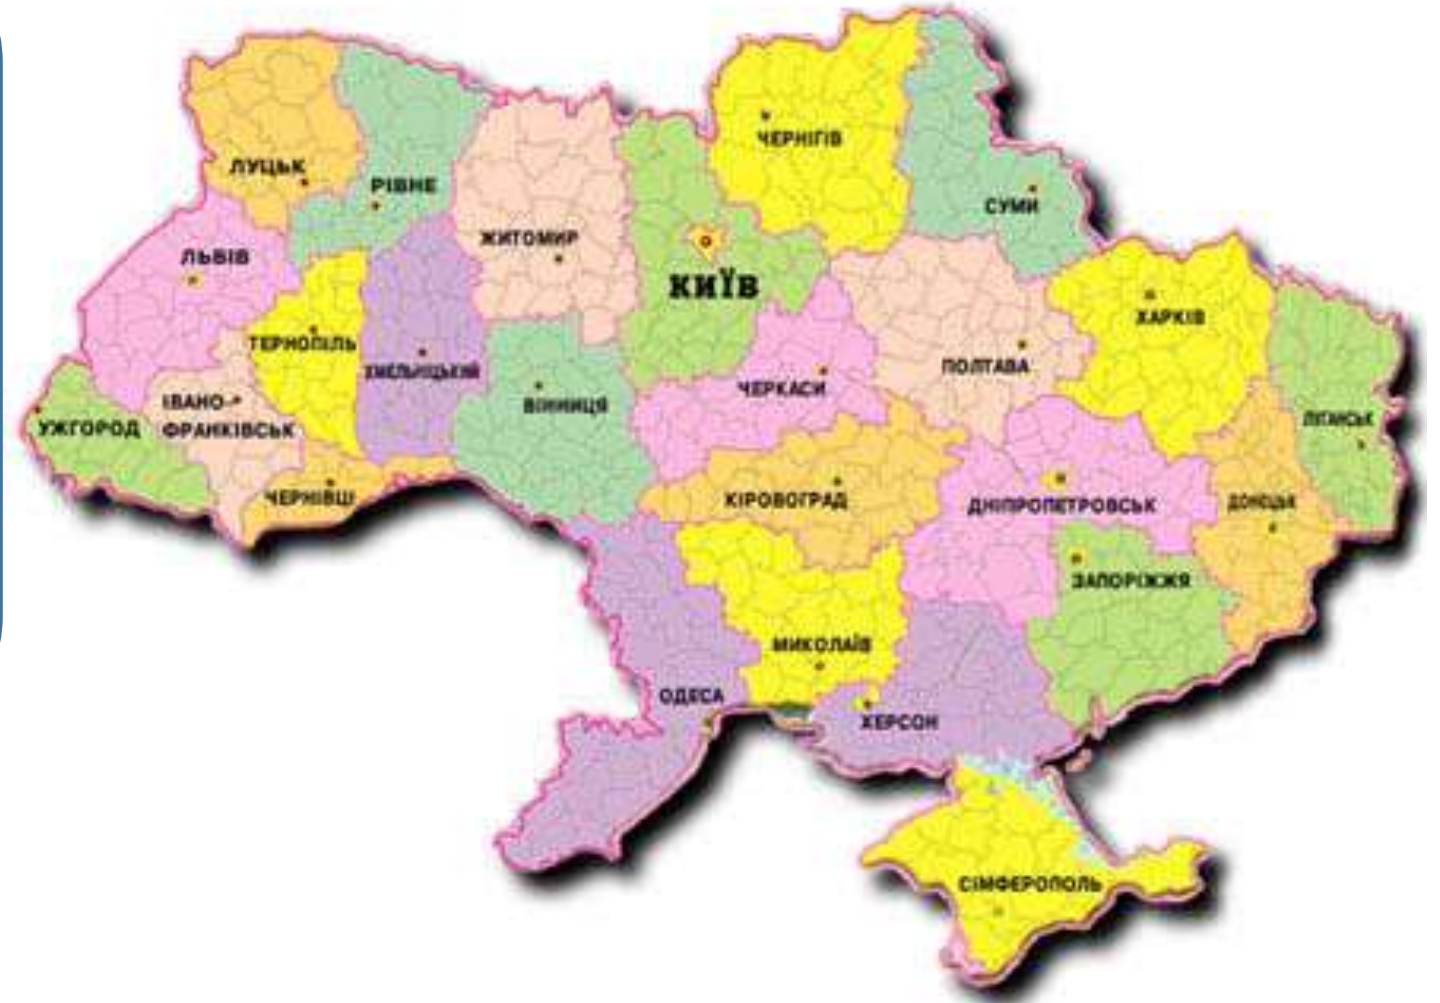 ЧЕРНІГІВ
ЛУЦЬК
РІВНЕ
СУМИ
ЖИТОМИР
ЛЬВІВ
КИЇВ
ХАРКІВ
ТЕРНОПІЛЬ
ХМЕЛЬНІЦЬКИЙ
ПОЛТАВА
ЧЕРКАСИ
ІВАНО-
ФРАНКІВСЬК
ВІННИЦЯ
УЖГОРОД
ЛУГАНСЬК
ЧЕРНІВЦІ
КІРОВОГРАД
ДНІПРОПЕТРОВСЬК
ДОНЕЦЬК
ЗАПОРІЖЖЯ
МИКОЛАЇВ
ОДЕСА
ХЕРСОН
СІМФЕРОПОЛЬ